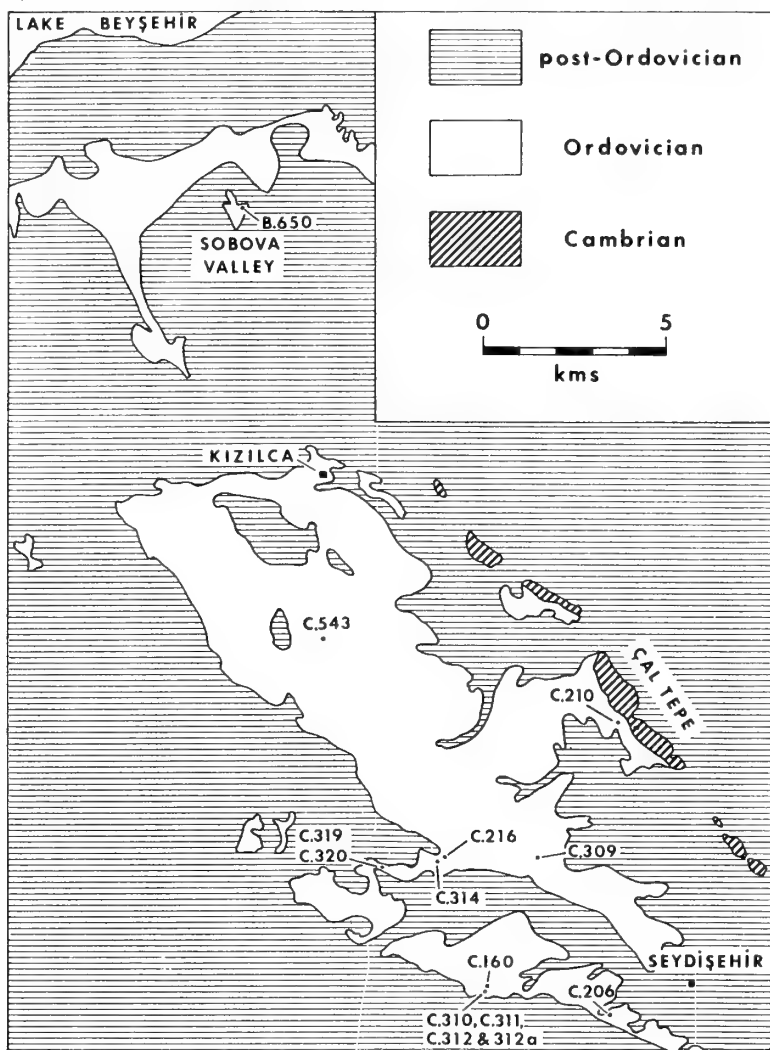 LAKE BEYŞEHİR
post-Ordovician
Ordovician
Cambrian
0 5
kms
B.650
SOBOVA
VALLEY
KIZILCA
C.543
ÇAL TEPE
C.210
C.319
C.320
C.216
C.314
C.309
SEYDİŞEHİR
C.160
C.206
C.310, C.311,
C.312 & 312a